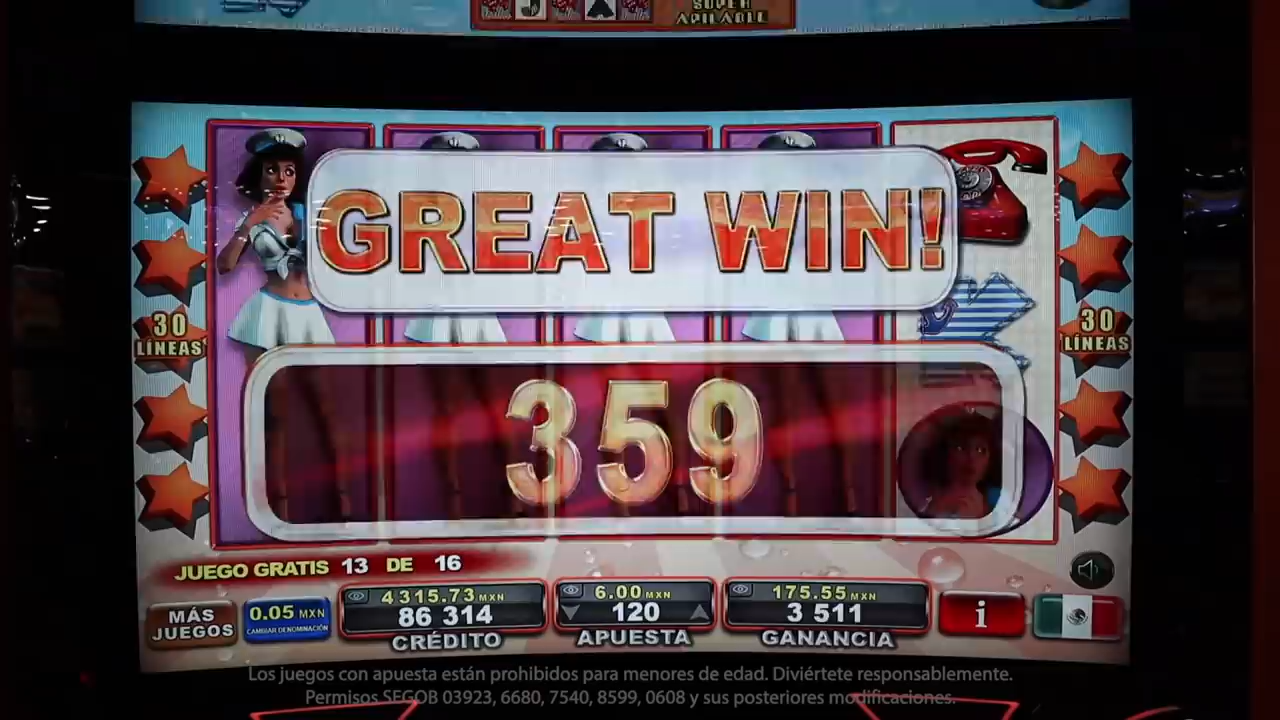 J
SUPER
APILABLE
GREAT WIN!
30
LÍNEAS
30
LÍNEAS
359
JUEGO GRATIS 13 DE 16
MÁS
JUEGOS
0.05 MXN
CAMBIAR DENOMINACIÓN
4315.73 MXN
86 314
CRÉDITO
6.00 MXN
120
APUESTA
175.55 MXN
3 511
GANANCIA
i
Los juegos con apuesta están prohibidos para menores de edad. Diviértete responsablemente.
Permisos SEGOB 03923, 6680, 7540, 8599, 0608 y sus posteriores modificaciones.